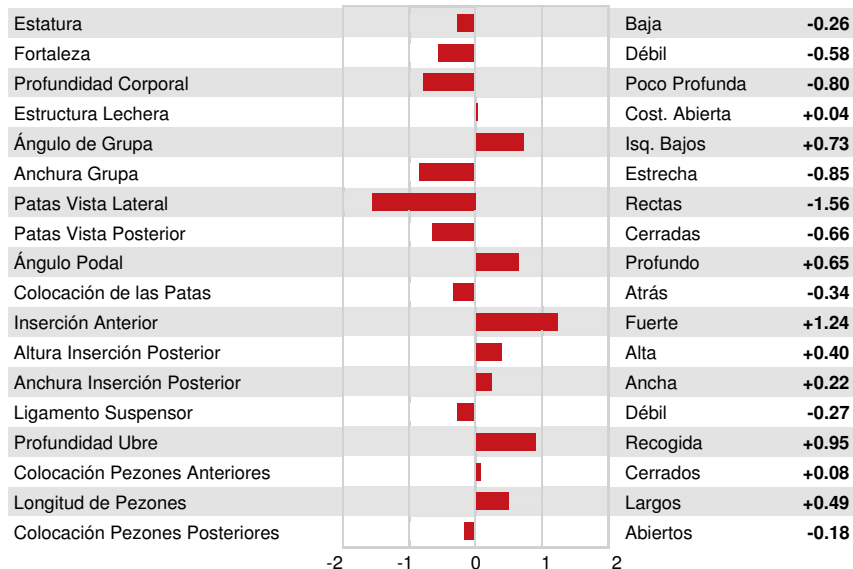 Estatura Baja -0.26
Fortaleza Débil -0.58
Profundidad Corporal Poco Profunda -0.80
Estructura Lechera Cost. Abierta +0.04
Ángulo de Grupa Isq. Bajos +0.73
Anchura Grupa Estrecha -0.85
Patas Vista Lateral Rectas -1.56
Patas Vista Posterior Cerradas -0.66
Ángulo Podal Profundo +0.65
Colocación de las Patas Atrás -0.34
Inserción Anterior Fuerte +1.24
Altura Inserción Posterior Alta +0.40
Anchura Inserción Posterior Ancha +0.22
Ligamento Suspensor Débil -0.27
Profundidad Ubre Recogida +0.95
Colocación Pezones Anteriores Cerrados +0.08
Longitud de Pezones Largos +0.49
Colocación Pezones Posteriores Abiertos -0.18
-2 -1 0 1 2